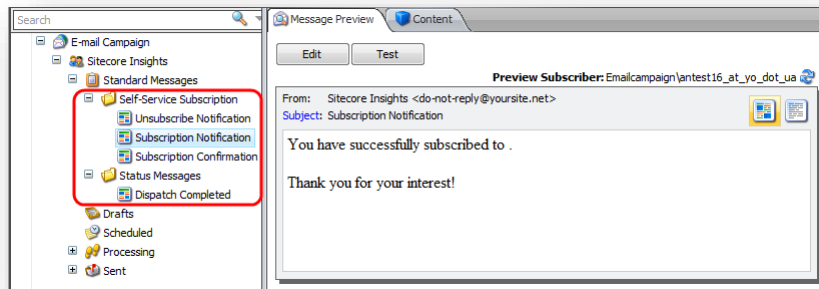 Search
E-mail Campaign
Sitecore Insights
Standard Messages
Self-Service Subscription
Unsubscribe Notification
Subscription Notification
Subscription Confirmation
Status Messages
Dispatch Completed
Drafts
Scheduled
Processing
Sent
Message Preview Content
Edit Test
Preview Subscriber: Emailcampaign\antest16_at_yo_dot_ua
From: Sitecore Insights <do-not-reply@yoursite.net>
Subject: Subscription Notification
You have successfully subscribed to .
Thank you for your interest!